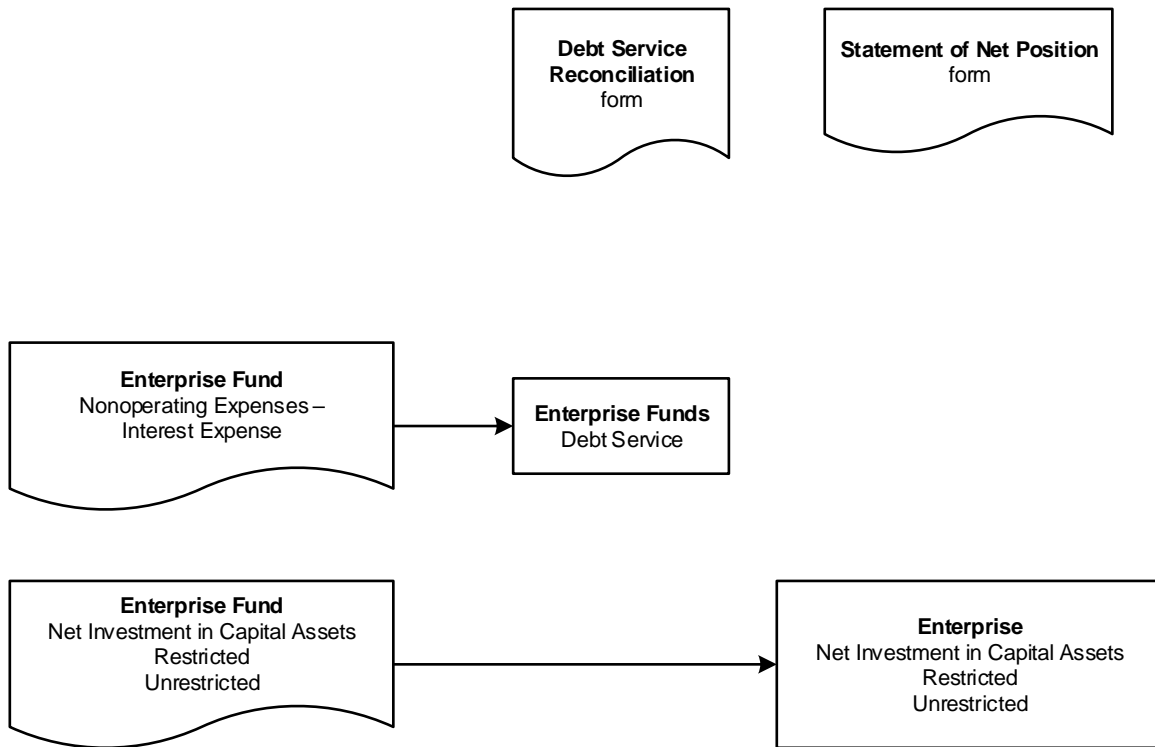 Debt Service
Reconciliation
form
Statement of Net Position
form
Enterprise Fund
Nonoperating Expenses –
Interest Expense
Enterprise Funds
Debt Service
Enterprise Fund
Net Investment in Capital Assets
Restricted
Unrestricted
Enterprise
Net Investment in Capital Assets
Restricted
Unrestricted